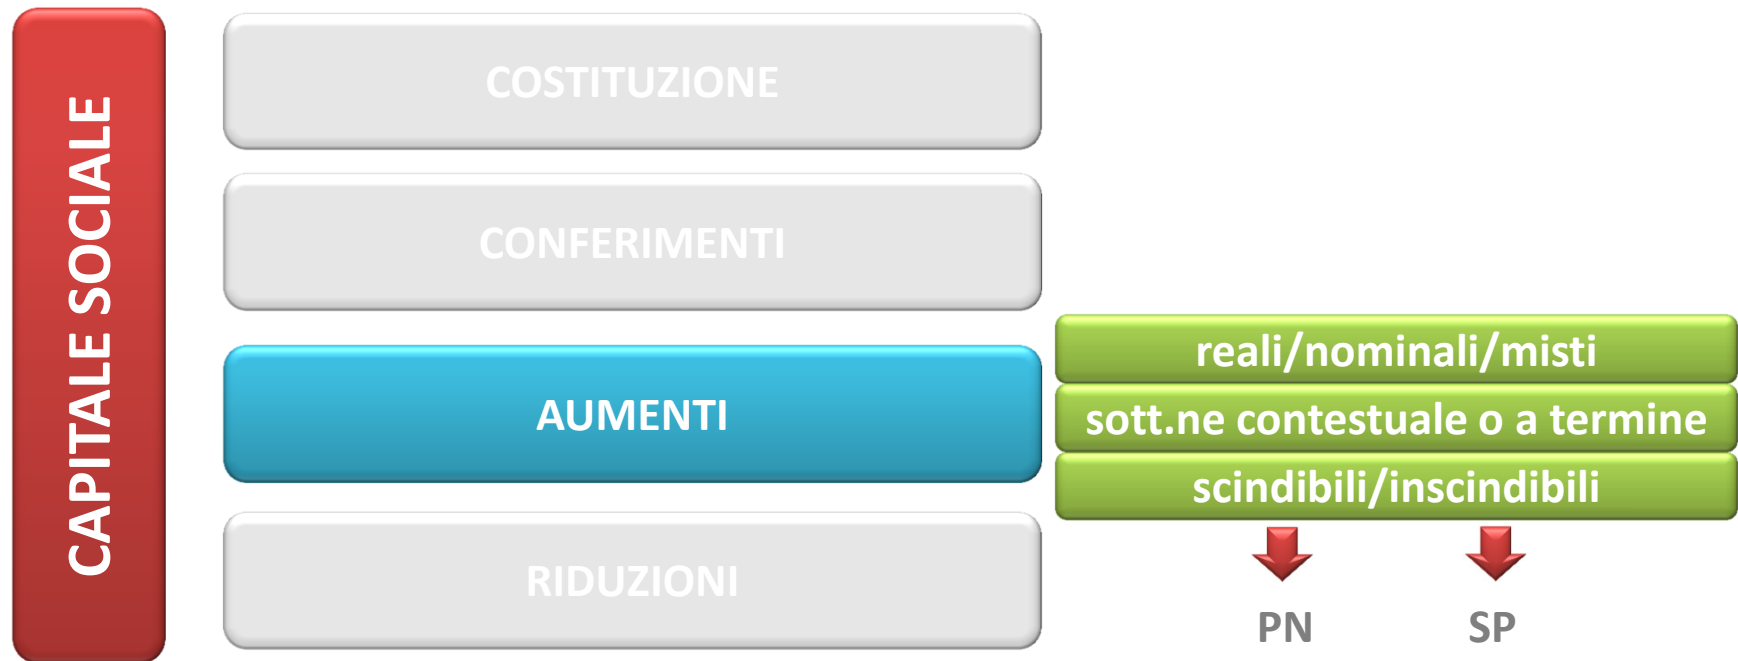 CAPITALE SOCIALE
COSTITUZIONE
CONFERIMENTI
AUMENTI
reali/nominali/misti
sott.ne contestuale o a termine
scindibili/inscindibili
RIDUZIONI
PN
SP